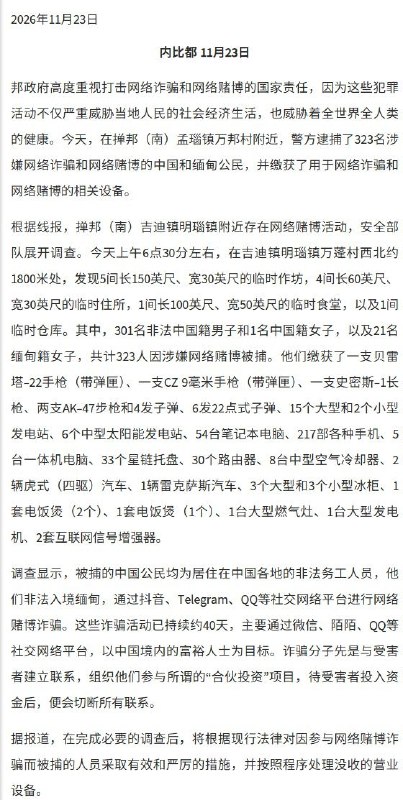 2026年11月23日
内比都 11月23日
邦政府高度重视打击网络诈骗和网络赌博的国家责任，因为这些犯罪
活动不仅严重威胁当地人民的社会经济生活，也威胁着全世界全人类
的健康。今天，在掸邦（南）孟瑙镇万邦村附近，警方逮捕了323名涉
嫌网络诈骗和网络赌博的中国和缅甸公民，并缴获了用于网络诈骗和
网络赌博的相关设备。
根据线报，掸邦（南）吉迪镇明瑙镇附近存在网络赌博活动，安全部
队展开调查。今天上午6点30分左右，在吉迪镇明瑙镇万蓬村西北约
1800米处，发现5间长150英尺、宽30英尺的临时作坊，4间长60英尺、
宽30英尺的临时住所，1间长100英尺、宽50英尺的临时食堂，以及1间
临时仓库。其中，301名非法中国籍男子和1名中国籍女子，以及21名
缅甸籍女子，共计323人因涉嫌网络赌博被捕。他们缴获了一支贝雷
塔-22手枪（带弹匣）、一支CZ 9毫米手枪（带弹匣）、一支史密斯-1长
枪、两支AK-47步枪和4发子弹、6发22点式子弹、15个大型和2个小型
发电站、6个中型太阳能发电站、54台笔记本电脑、217部各种手机、5
台一体机电脑、33个星链托盘、30个路由器、8台中型空气冷却器、2
辆虎式（四驱）汽车、1辆雷克萨斯汽车、3个大型和3个小型冰柜、1
套电饭煲（2个）、1套电饭煲（1个）、1台大型燃气灶、1台大型发电
机、2套互联网信号增强器。
调查显示，被捕的中国公民均为居住在中国各地的非法务工人员，他
们非法入境缅甸，通过抖音、Telegram、QQ等社交网络平台进行网络
赌博诈骗。这些诈骗活动已持续约40天，主要通过微信、陌陌、QQ等
社交网络平台，以中国境内的富裕人士为目标。诈骗分子先是与受害
者建立联系，组织他们参与所谓的“合伙投资”项目，待受害者投入资
金后，便会切断所有联系。
据报道，在完成必要的调查后，将根据现行法律对因参与网络赌博诈
骗而被捕的人员采取有效和严厉的措施，并按照程序处理没收的营业
设备。